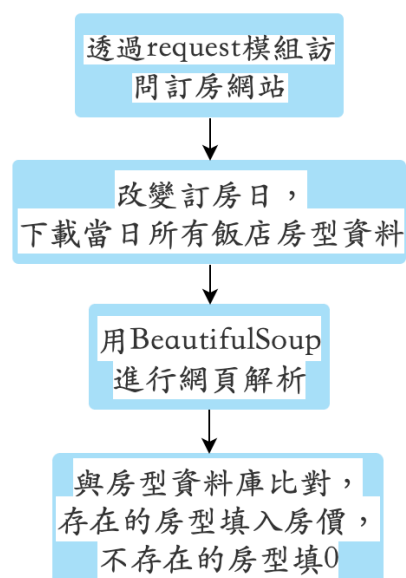 透過request模組訪
問訂房網站
改變訂房日，
下載當日所有飯店房型資料
用BeautifulSoup
進行網頁解析
與房型資料庫比對，
存在的房型填入房價，
不存在的房型填0